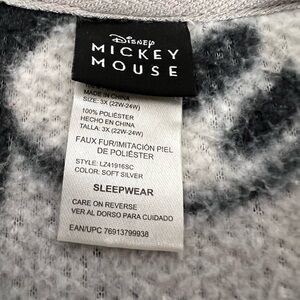 Disney
MICKEY
MOUSE
MADE IN CHINA
SIZE: 3X (22W-24W)
100% POLIÉSTER
HECHO EN CHINA
TALLA: 3X (22W-24W)
FAUX FUR/IMITACIÓN PIEL
DE POLIÉSTER
STYLE: LZ41916SC
COLOR: SOFT SILVER
SLEEPWEAR
CARE ON REVERSE
VER AL DORSO PARA CUIDADO
EAN/UPC 76913799938